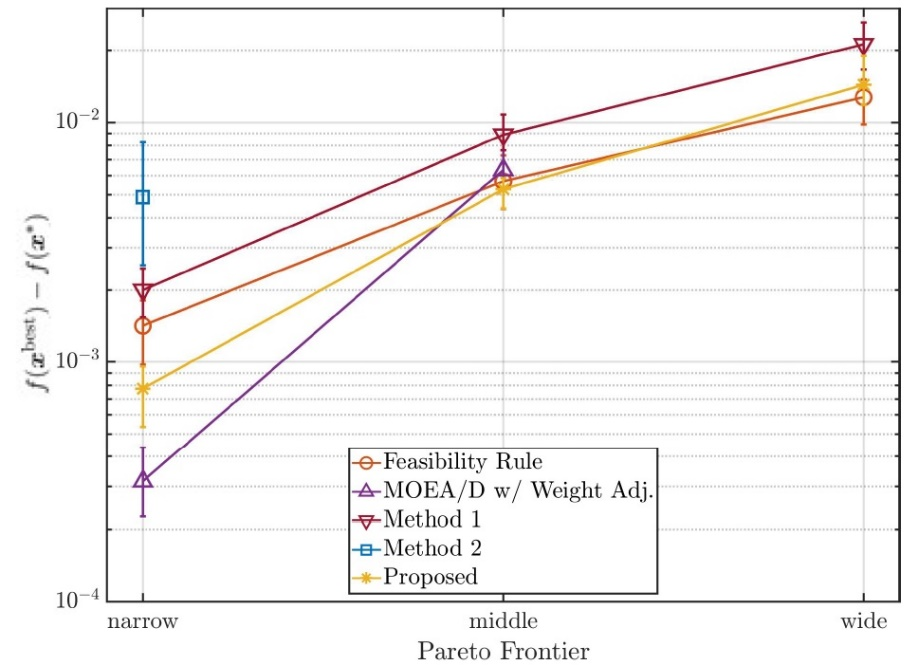 10⁻²
10⁻³
10⁻⁴
f(x^best) − f(x*)
Feasibility Rule
MOEA/D w/ Weight Adj.
Method 1
Method 2
Proposed
narrow
middle
wide
Pareto Frontier